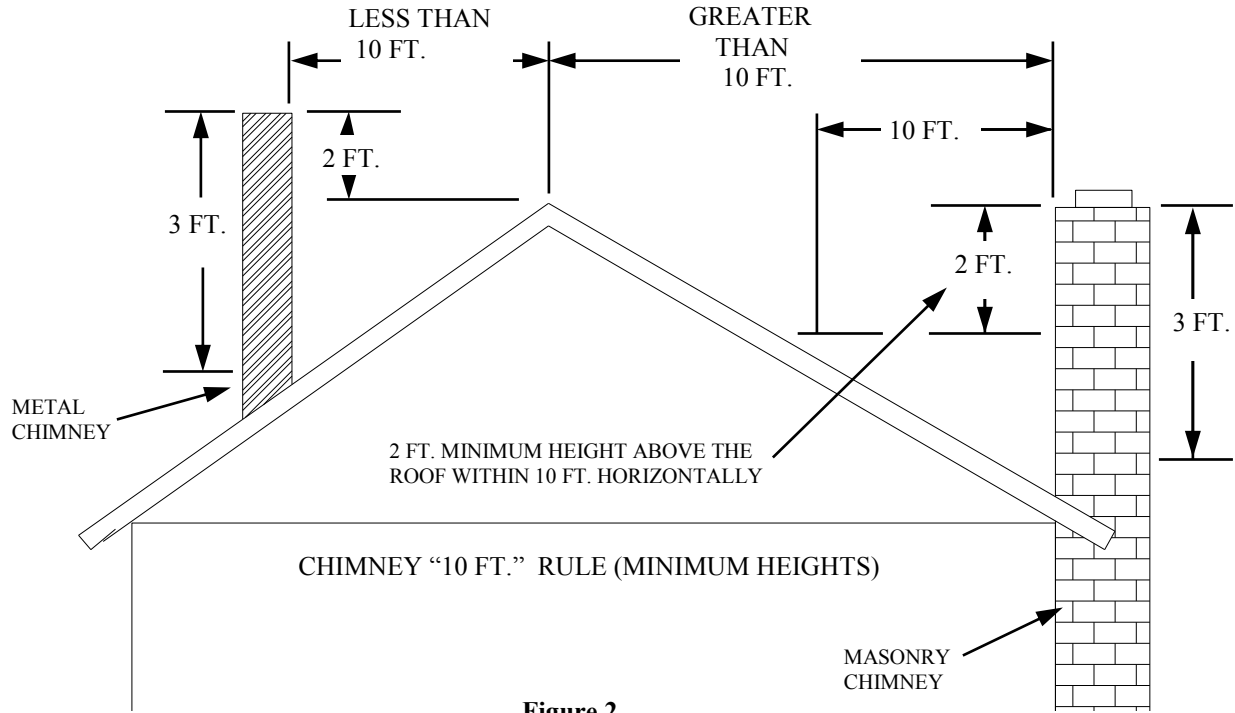 LESS THAN
10 FT.
GREATER
THAN
10 FT.
10 FT.
2 FT.
3 FT.
2 FT.
3 FT.
METAL
CHIMNEY
2 FT. MINIMUM HEIGHT ABOVE THE
ROOF WITHIN 10 FT. HORIZONTALLY
CHIMNEY “10 FT.” RULE (MINIMUM HEIGHTS)
MASONRY
CHIMNEY
Figure 2